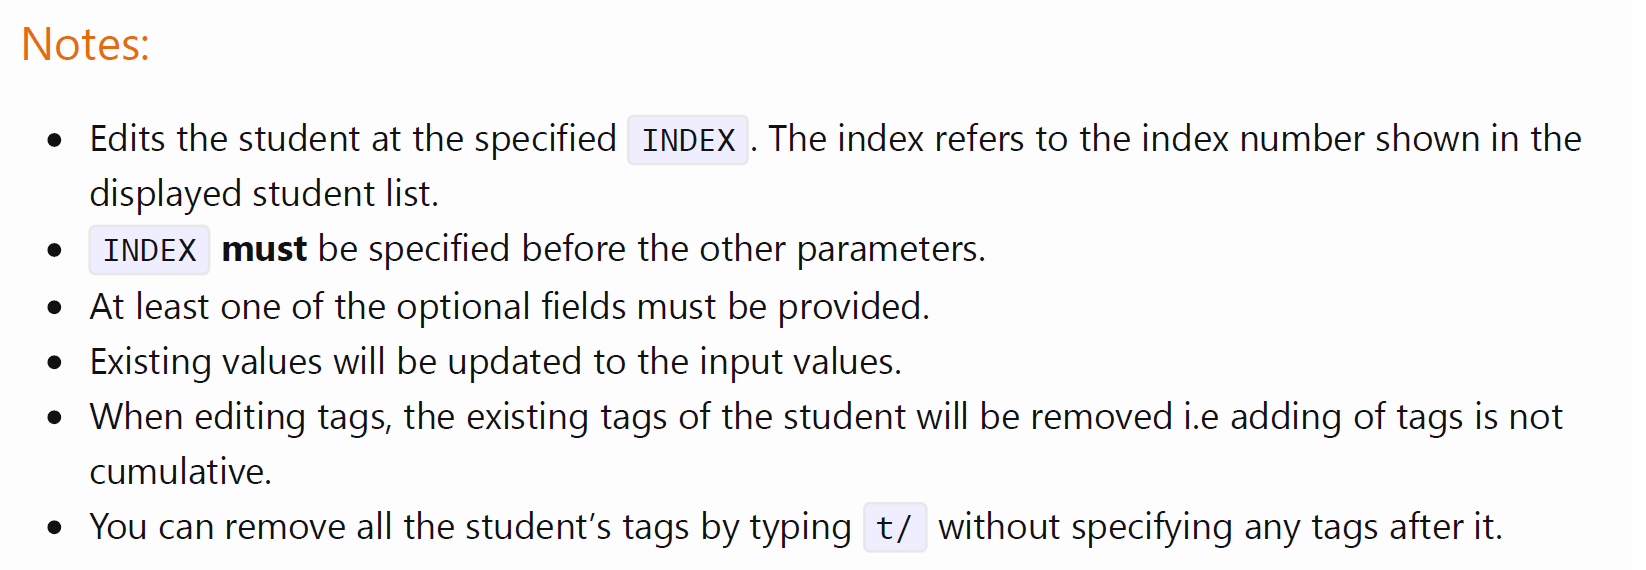 Notes:
• Edits the student at the specified INDEX. The index refers to the index number shown in the
displayed student list.
• INDEX must be specified before the other parameters.
• At least one of the optional fields must be provided.
• Existing values will be updated to the input values.
• When editing tags, the existing tags of the student will be removed i.e adding of tags is not
cumulative.
• You can remove all the student’s tags by typing t/ without specifying any tags after it.